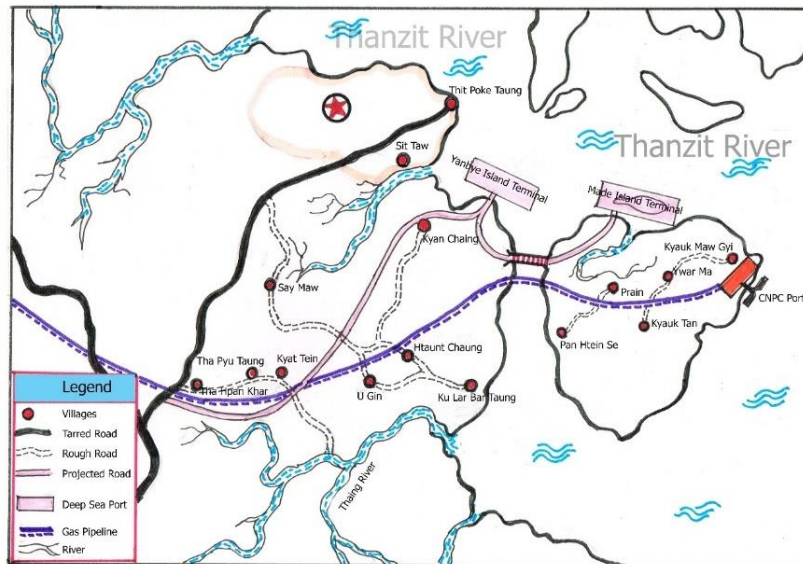 Thanzit River
Thit Poke Taung
Sit Taw
Thanzit River
Yanbye Island Terminal
Made Island Terminal
Kyan Chaing
Kyauk Maw Gyi
Ywar Ma
Say Maw
Prain
CNPC Port
Kyauk Tan
Pan Htein Se
Htaunt Chaung
Tha Pyu Taung
Kyat Tein
Tha Hpan Khar
U Gin
Ku Lar Bar Taung
Thaing River
Legend
Villages
Tarred Road
Rough Road
Projected Road
Deep Sea Port
Gas Pipeline
River